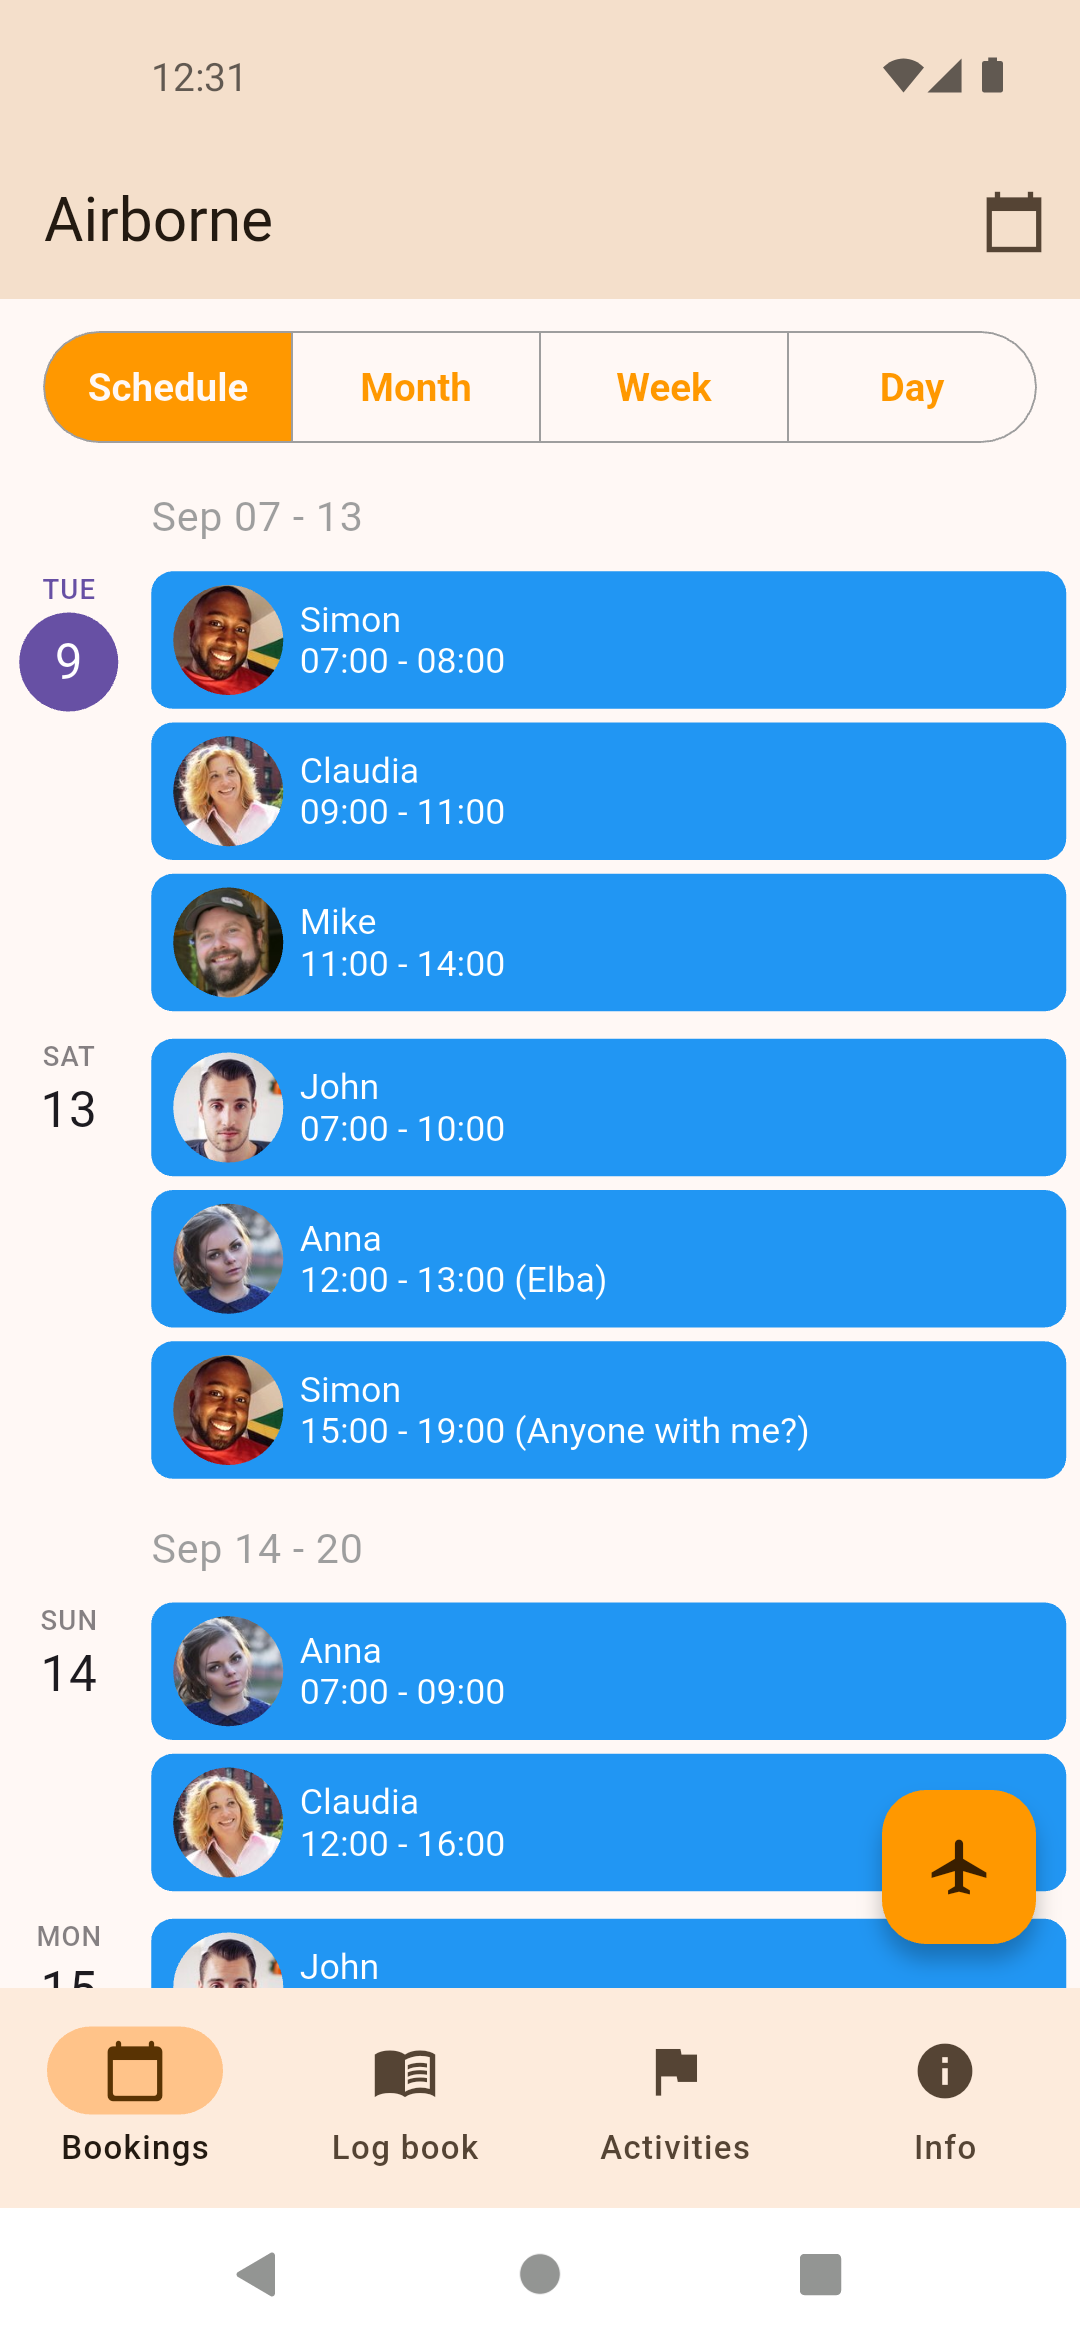 12:31
Airborne
Schedule
Month
Week
Day
Sep 07 - 13
TUE
9
Simon
07:00 - 08:00
Claudia
09:00 - 11:00
Mike
11:00 - 14:00
SAT
13
John
07:00 - 10:00
Anna
12:00 - 13:00 (Elba)
Simon
15:00 - 19:00 (Anyone with me?)
Sep 14 - 20
SUN
14
Anna
07:00 - 09:00
Claudia
12:00 - 16:00
MON
15
John
Bookings
Log book
Activities
Info